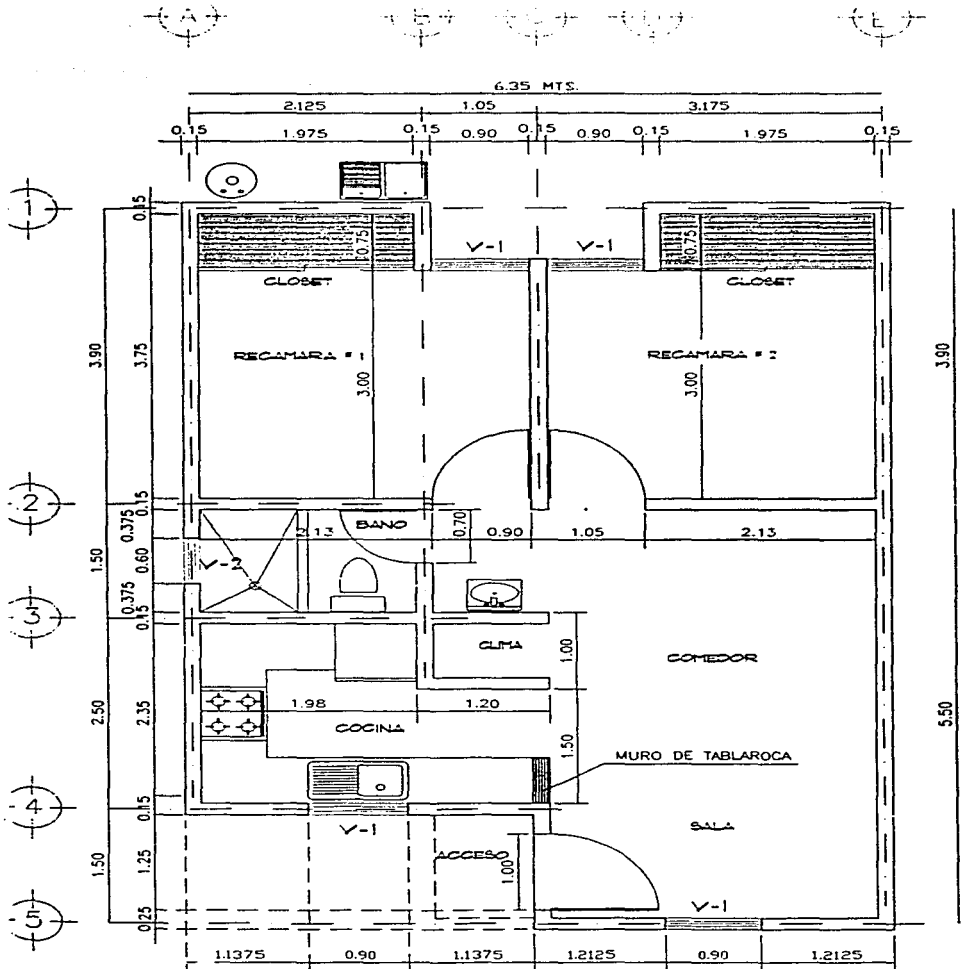 A B C D E
6.35 MTS.
2.125 1.05 3.175
0.15 1.975 0.15 0.90 0.15 0.90 0.15 1.975 0.15
1
0.15
0.75 V-1 V-1 0.75
CLOSET CLOSET
3.90 3.75 RECAMARA #1 3.00 RECAMARA #2 3.00 3.90
2
0.15
0.375 BANO 0.70
2.13 0.90 1.05 2.13
1.50 0.60 V-2
0.375
3
0.15
CLIMA 1.00 COMEDOR
2.50 2.35 1.98 1.20 5.50
COCINA 1.50
MURO DE TABLAROCA
4
0.15
V-1 SALA
1.50 1.25 ACCESO 1.00
V-1
5
0.25
1.1375 0.90 1.1375 1.2125 0.90 1.2125